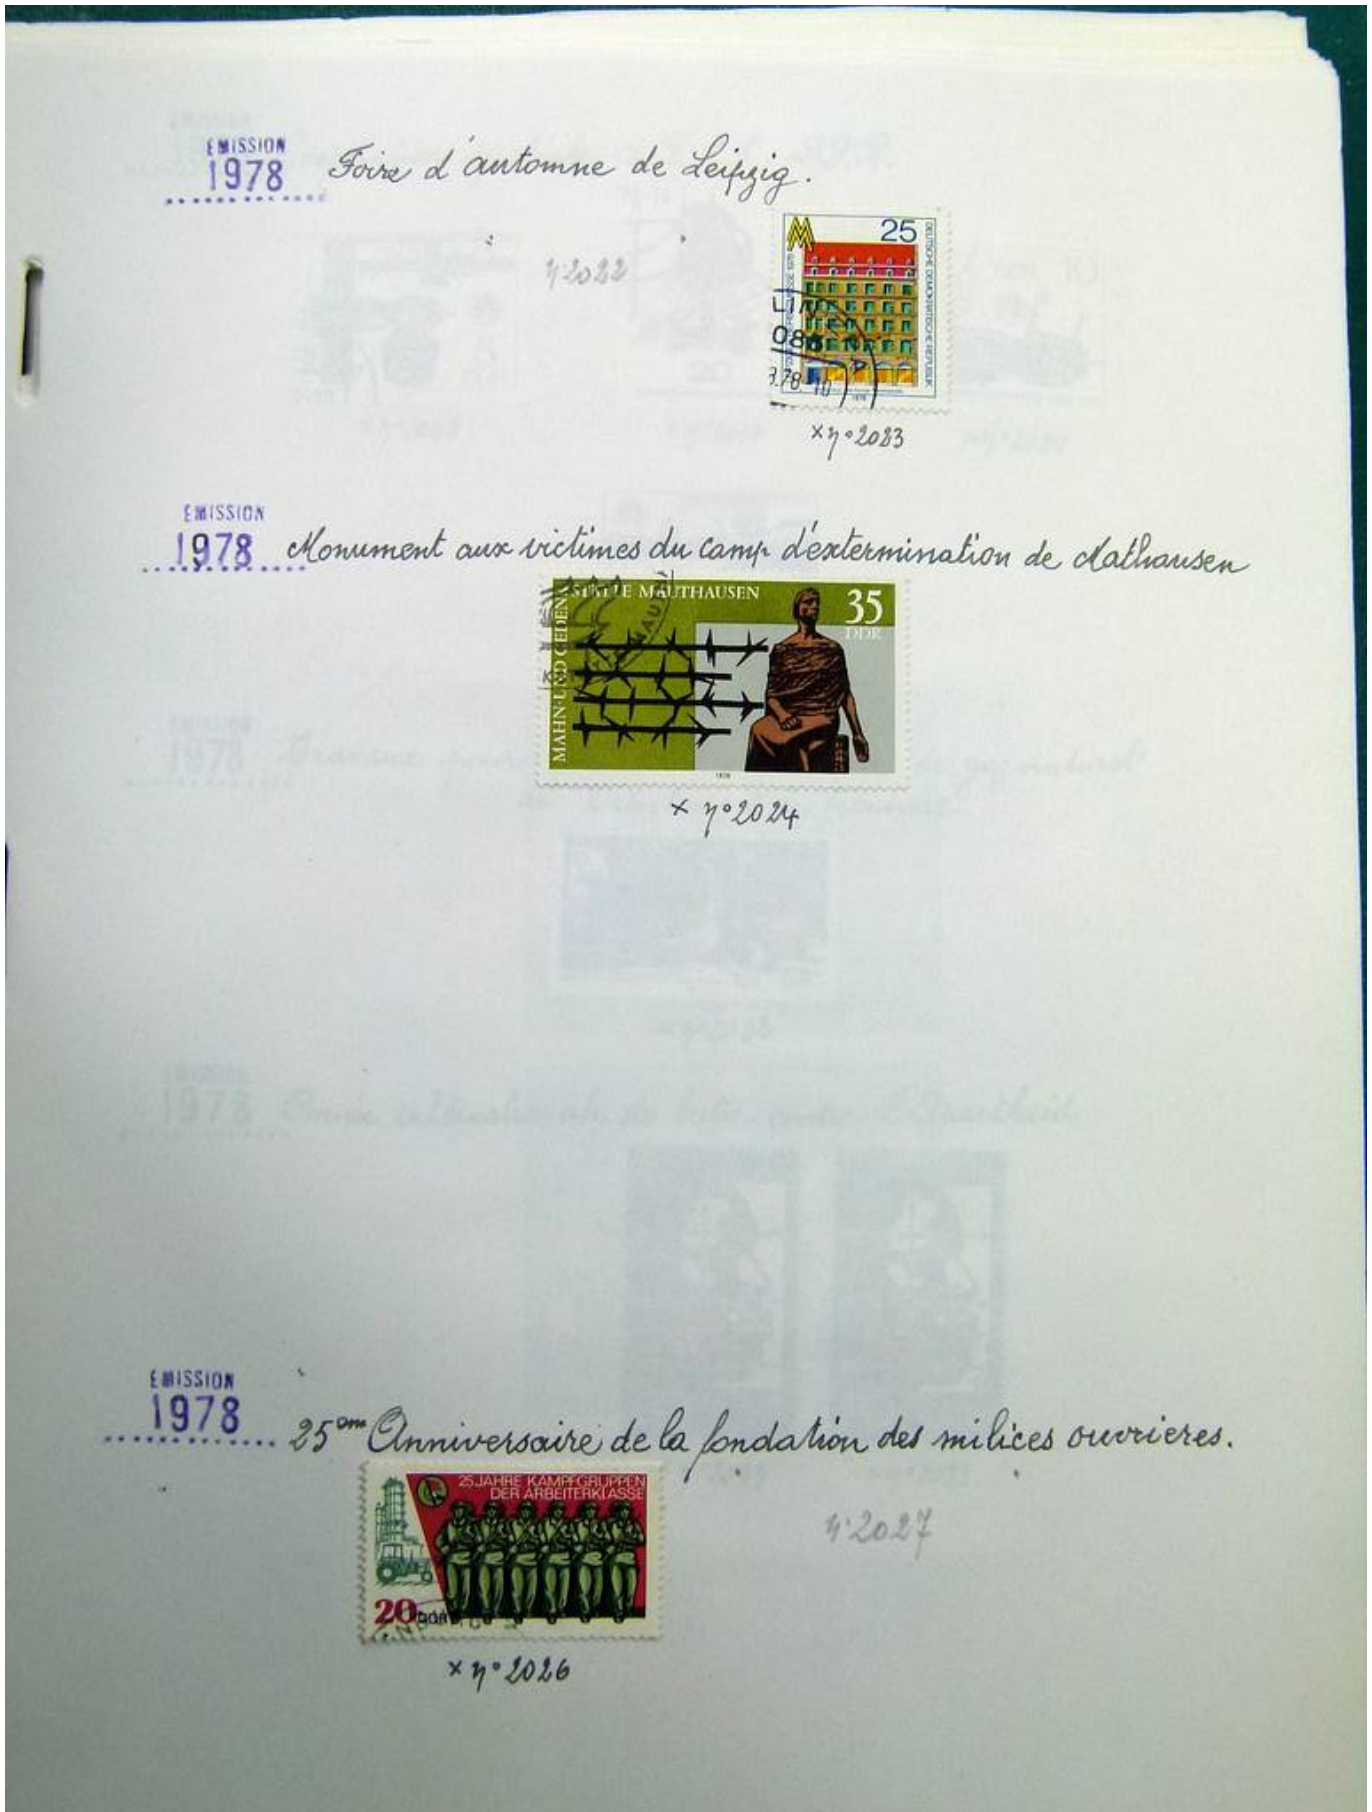 EMISSION
1978 Foire d'automne de Leipzig.
n°2022
25
DEUTSCHE DEMOKRATISCHE REPUBLIK
1978
x n°2083
EMISSION
1978 Monument aux victimes du camp d'extermination de Mathausen
MAHN-UND GEDENK
STÄTTE MAUTHAUSEN
35
DDR
1978
x n°2024
EMISSION
1978 25ème Anniversaire de la fondation des milices ouvrieres.
25 JAHRE KAMPFGRUPPEN
DER ARBEITERKLASSE
20 DDR
n°2027
x n°2026